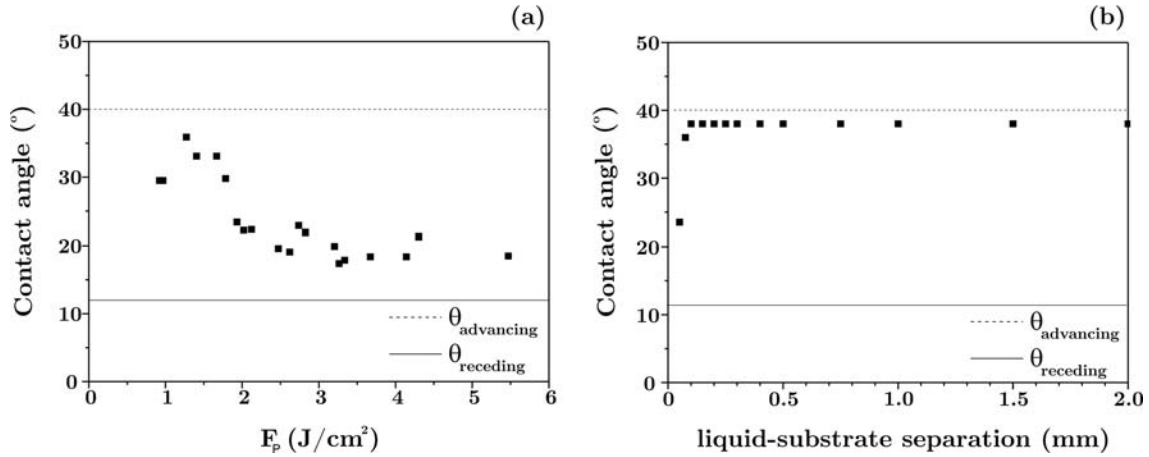 (a)
50
40
30
20
10
0
Contact angle (°)
θadvancing
θreceding
0 1 2 3 4 5 6
Fp (J/cm²)
(b)
50
40
30
20
10
0
Contact angle (°)
θadvancing
θreceding
0 0.5 1.0 1.5 2.0
liquid-substrate separation (mm)